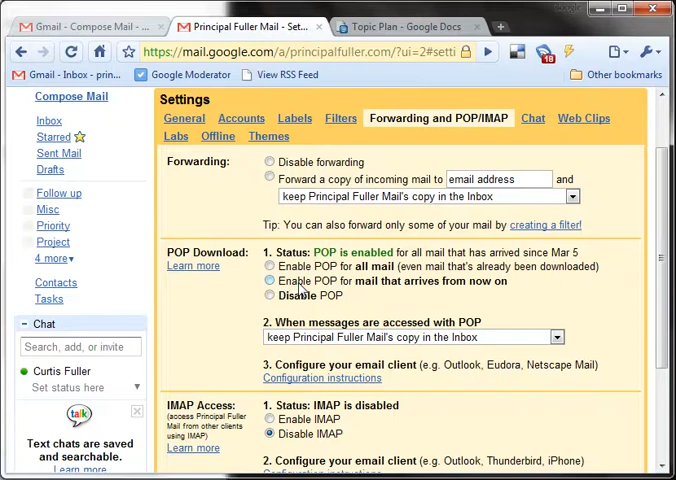 Google
Gmail - Compose Mail - ...
Principal Fuller Mail - Set...
Topic Plan - Google Docs
https://mail.google.com/a/principalfuller.com/?ui=2#setti
18
Gmail - Inbox - prin...
Google Moderator
View RSS Feed
Other bookmarks
Compose Mail
Inbox
Starred
Sent Mail
Drafts
Follow up
Misc
Priority
Project
4 more
Contacts
Tasks
Chat
Search, add, or invite
Curtis Fuller
Set status here
talk
Text chats are saved
and searchable.
Learn more
Settings
General Accounts Labels Filters Forwarding and POP/IMAP Chat Web Clips
Labs Offline Themes
Forwarding:
Disable forwarding
Forward a copy of incoming mail to email address and
keep Principal Fuller Mail's copy in the Inbox
Tip: You can also forward only some of your mail by creating a filter!
POP Download:
Learn more
1. Status: POP is enabled for all mail that has arrived since Mar 5
Enable POP for all mail (even mail that's already been downloaded)
Enable POP for mail that arrives from now on
Disable POP
2. When messages are accessed with POP
keep Principal Fuller Mail's copy in the Inbox
3. Configure your email client (e.g. Outlook, Eudora, Netscape Mail)
Configuration instructions
IMAP Access:
(access Principal Fuller
Mail from other clients
using IMAP)
Learn more
1. Status: IMAP is disabled
Enable IMAP
Disable IMAP
2. Configure your email client (e.g. Outlook, Thunderbird, iPhone)
Configuration instructions